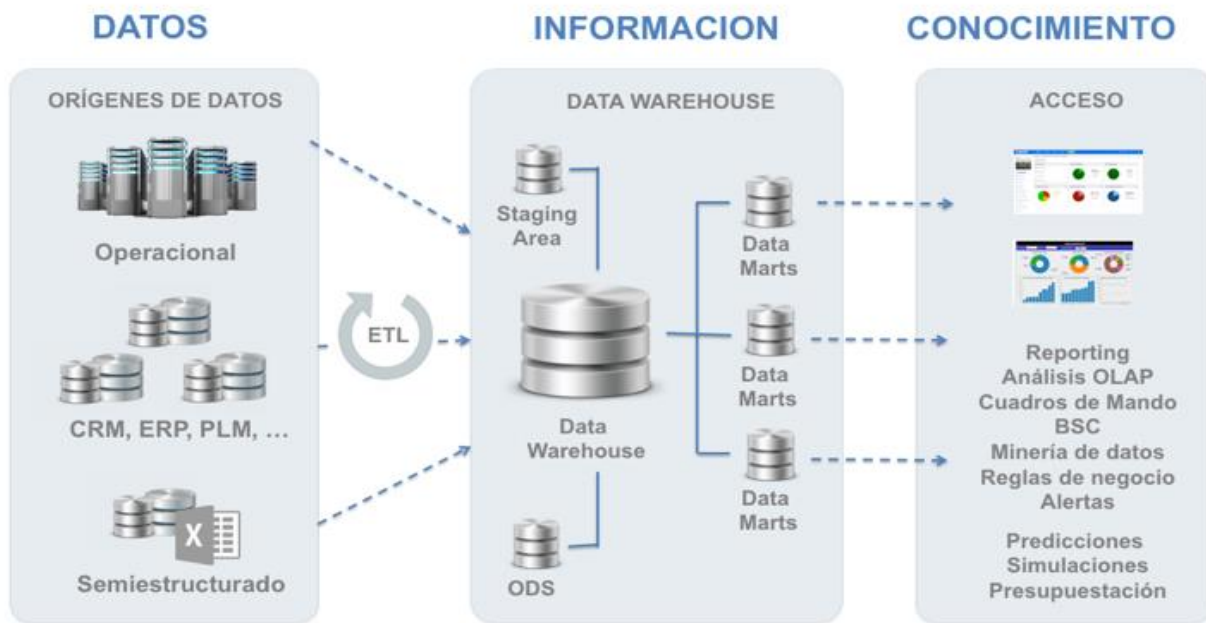 DATOS
INFORMACION
CONOCIMIENTO
ORÍGENES DE DATOS
Operacional
CRM, ERP, PLM, ...
X
Semiestructurado
ETL
DATA WAREHOUSE
Staging
Area
Data
Warehouse
ODS
Data
Marts
Data
Marts
Data
Marts
ACCESO
Reporting
Análisis OLAP
Cuadros de Mando
BSC
Minería de datos
Reglas de negocio
Alertas
Predicciones
Simulaciones
Presupuestación